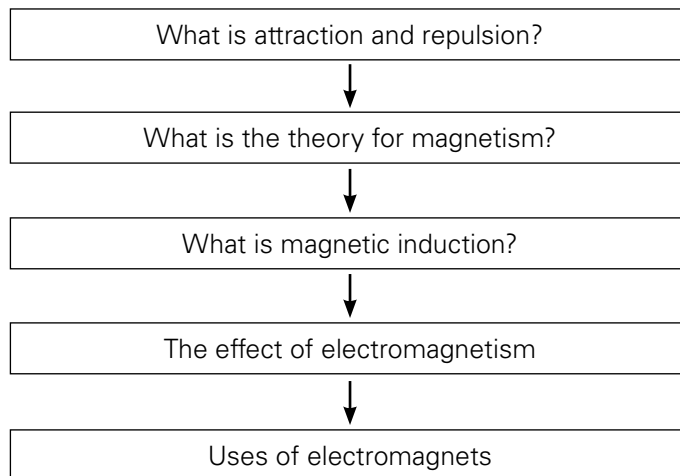 What is attraction and repulsion?
What is the theory for magnetism?
What is magnetic induction?
The effect of electromagnetism
Uses of electromagnets